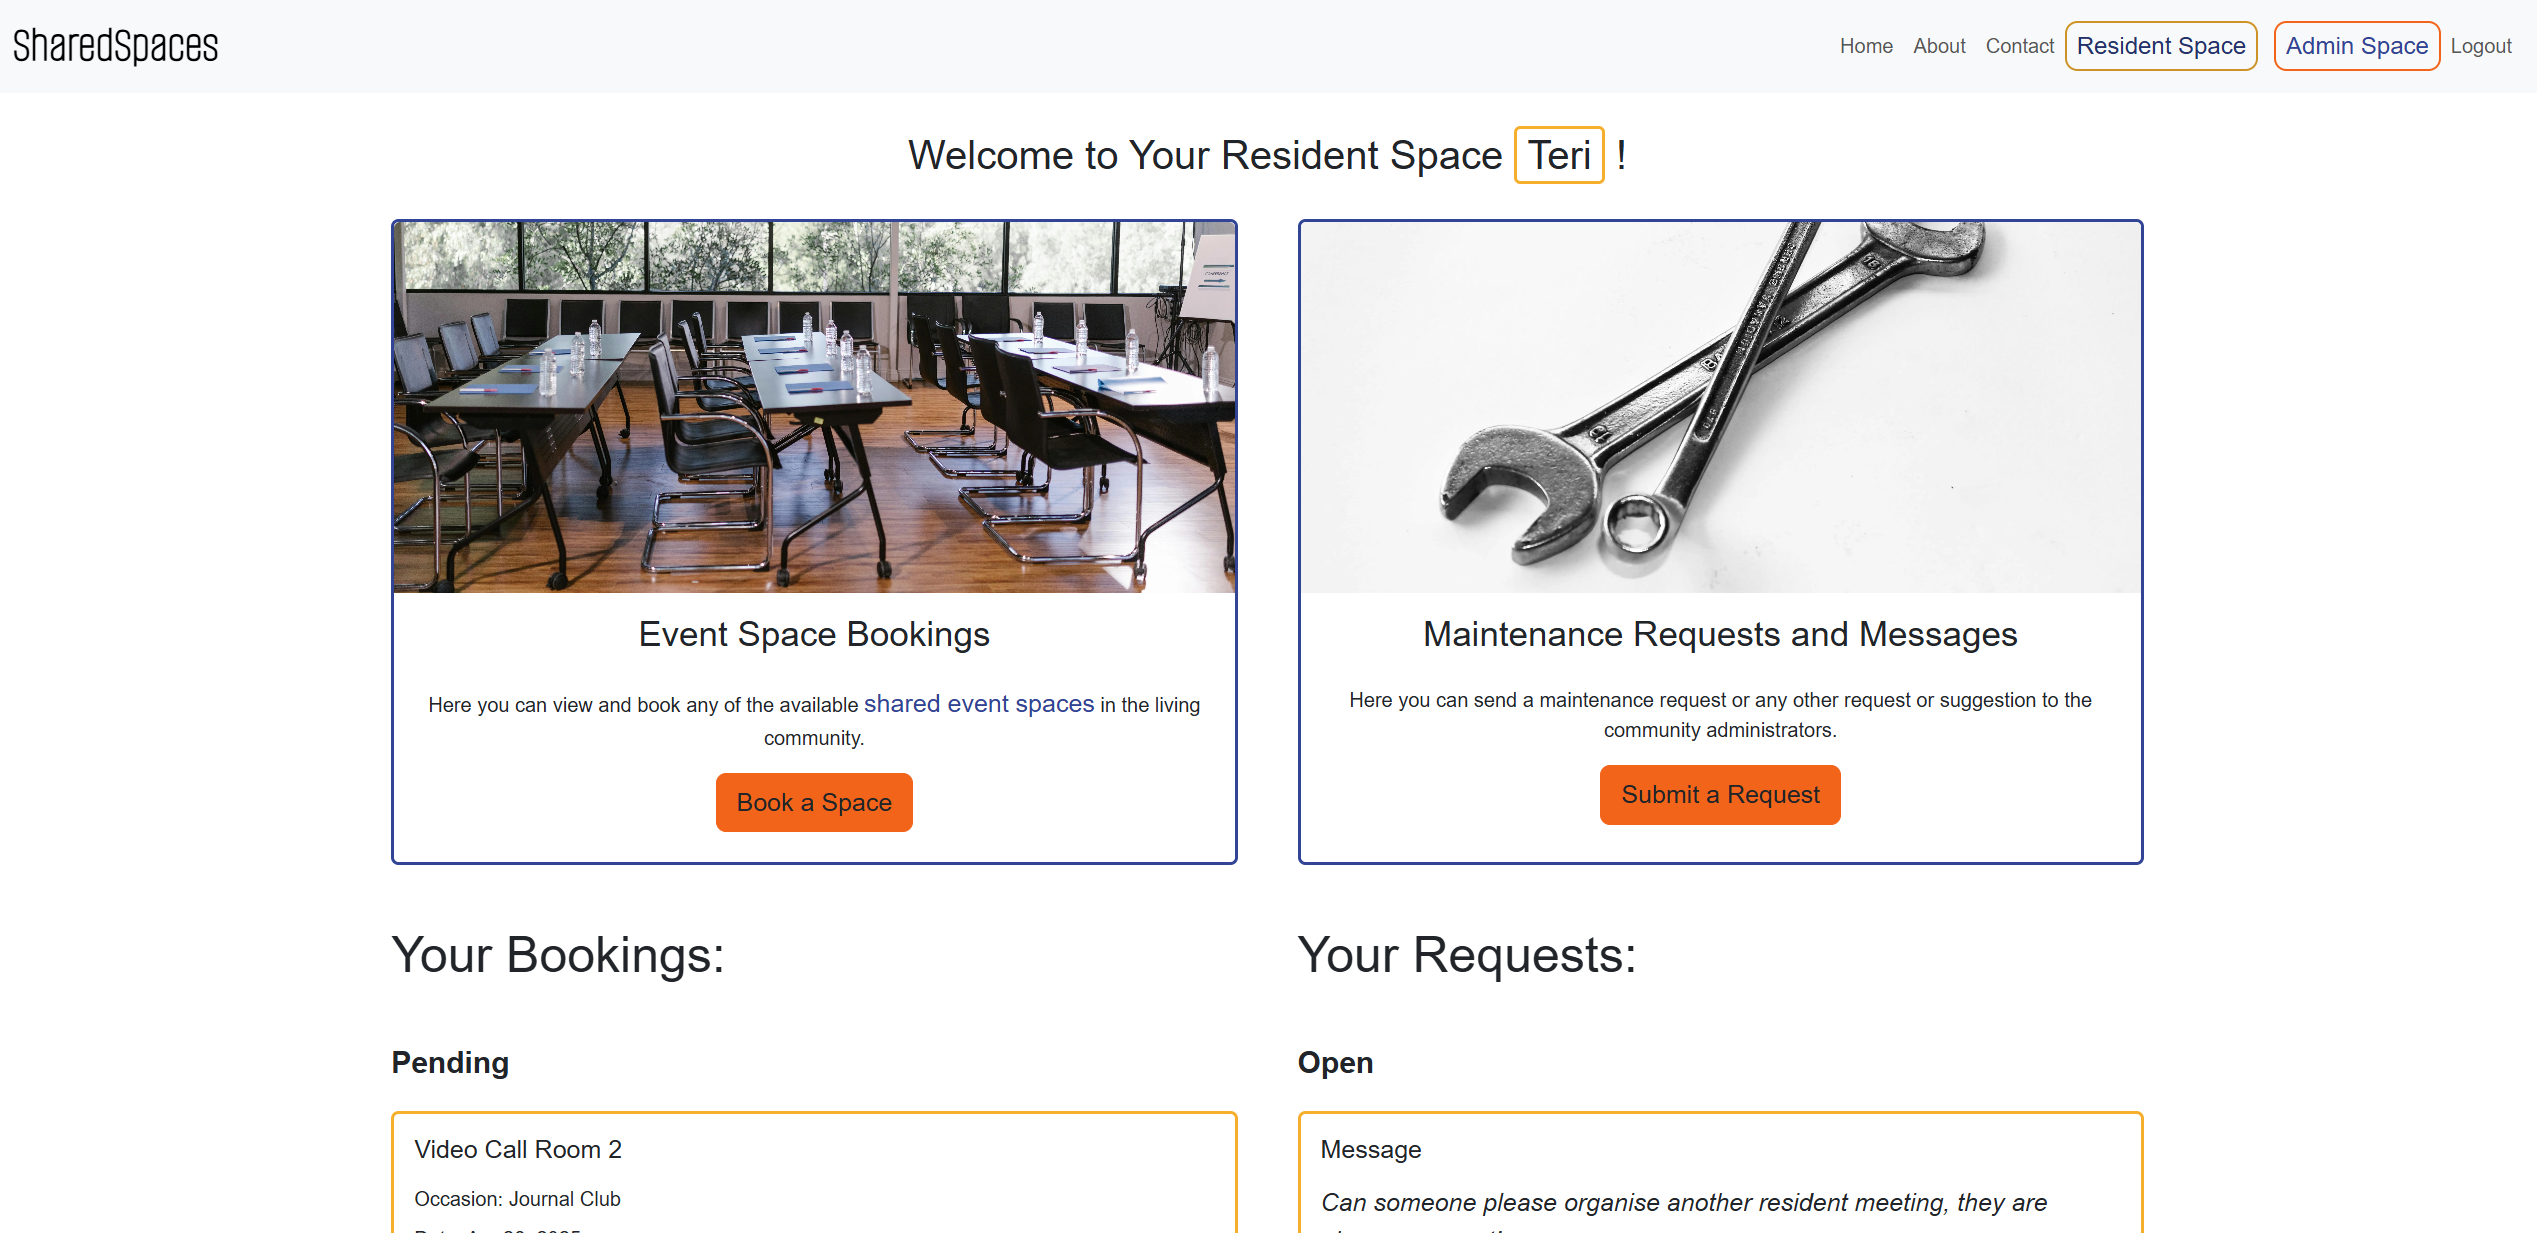 SharedSpaces
Home About Contact Resident Space Admin Space Logout
Welcome to Your Resident Space Teri !
Event Space Bookings
Here you can view and book any of the available shared event spaces in the living
community.
Book a Space
Maintenance Requests and Messages
Here you can send a maintenance request or any other request or suggestion to the
community administrators.
Submit a Request
Your Bookings:
Pending
Video Call Room 2
Occasion: Journal Club
Your Requests:
Open
Message
Can someone please organise another resident meeting, they are